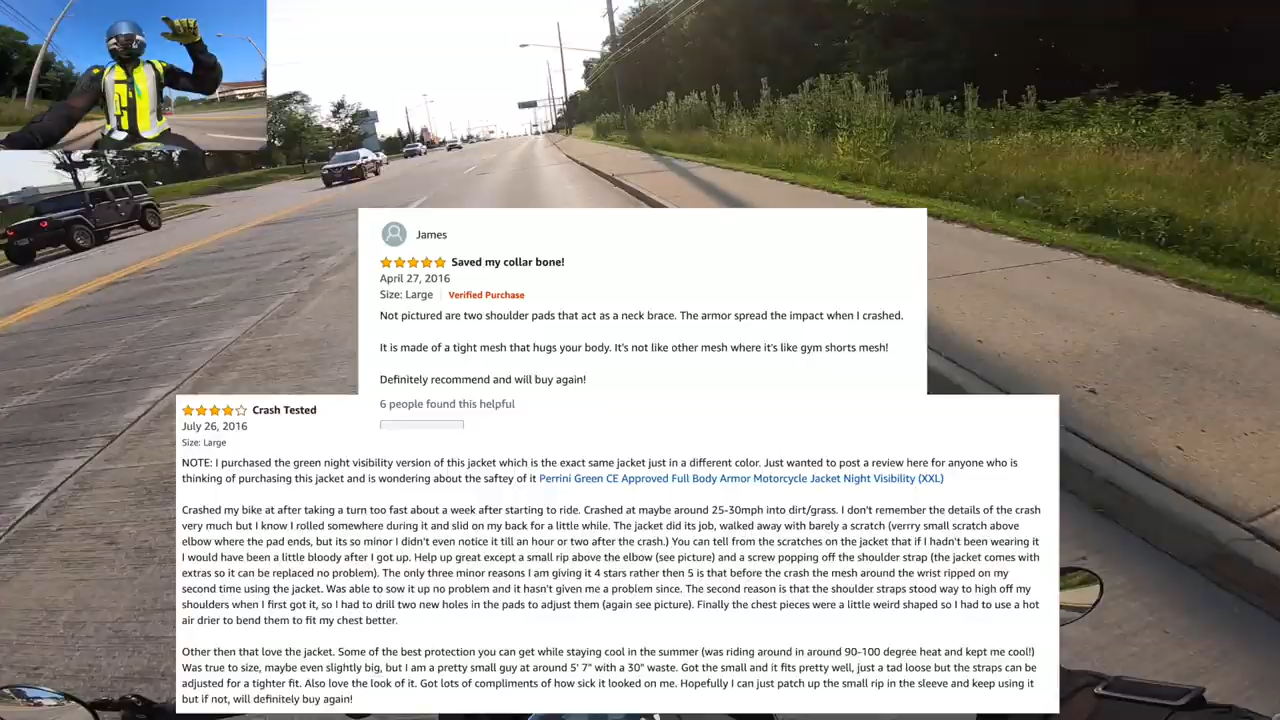 James
Saved my collar bone!
April 27, 2016
Size: Large Verified Purchase
Not pictured are two shoulder pads that act as a neck brace. The armor spread the impact when I crashed.
It is made of a tight mesh that hugs your body. It's not like other mesh where it's like gym shorts mesh!
Definitely recommend and will buy again!
6 people found this helpful
Crash Tested
July 26, 2016
Size: Large
NOTE: I purchased the green night visibility version of this jacket which is the exact same jacket just in a different color. Just wanted to post a review here for anyone who is
thinking of purchasing this jacket and is wondering about the saftey of it Perrini Green CE Approved Full Body Armor Motorcycle Jacket Night Visibility (XXL)
Crashed my bike at after taking a turn too fast about a week after starting to ride. Crashed at maybe around 25-30mph into dirt/grass. I don't remember the details of the crash
very much but I know I rolled somewhere during it and slid on my back for a little while. The jacket did its job, walked away with barely a scratch (verrry small scratch above
elbow where the pad ends, but its so minor I didn't even notice it till an hour or two after the crash.) You can tell from the scratches on the jacket that if I hadn't been wearing it
I would have been a little bloody after I got up. Help up great except a small rip above the elbow (see picture) and a screw popping off the shoulder strap (the jacket comes with
extras so it can be replaced no problem). The only three minor reasons I am giving it 4 stars rather then 5 is that before the crash the mesh around the wrist ripped on my
second time using the jacket. Was able to sow it up no problem and it hasn't given me a problem since. The second reason is that the shoulder straps stood way to high off my
shoulders when I first got it, so I had to drill two new holes in the pads to adjust them (again see picture). Finally the chest pieces were a little weird shaped so I had to use a hot
air drier to bend them to fit my chest better.
Other then that love the jacket. Some of the best protection you can get while staying cool in the summer (was riding around in around 90-100 degree heat and kept me cool!)
Was true to size, maybe even slightly big, but I am a pretty small guy at around 5' 7" with a 30" waste. Got the small and it fits pretty well, just a tad loose but the straps can be
adjusted for a tighter fit. Also love the look of it. Got lots of compliments of how sick it looked on me. Hopefully I can just patch up the small rip in the sleeve and keep using it
but if not, will definitely buy again!